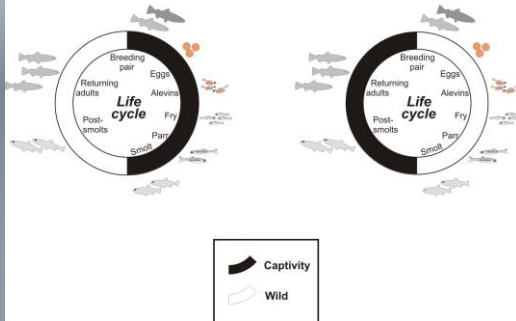 Breeding
pair
Eggs
Alevins
Fry
Parr
Smolt
Post-
smolts
Returning
adults
Life
cycle
Breeding
pair
Eggs
Alevins
Fry
Parr
Smolt
Post-
smolts
Returning
adults
Life
cycle
Captivity
Wild